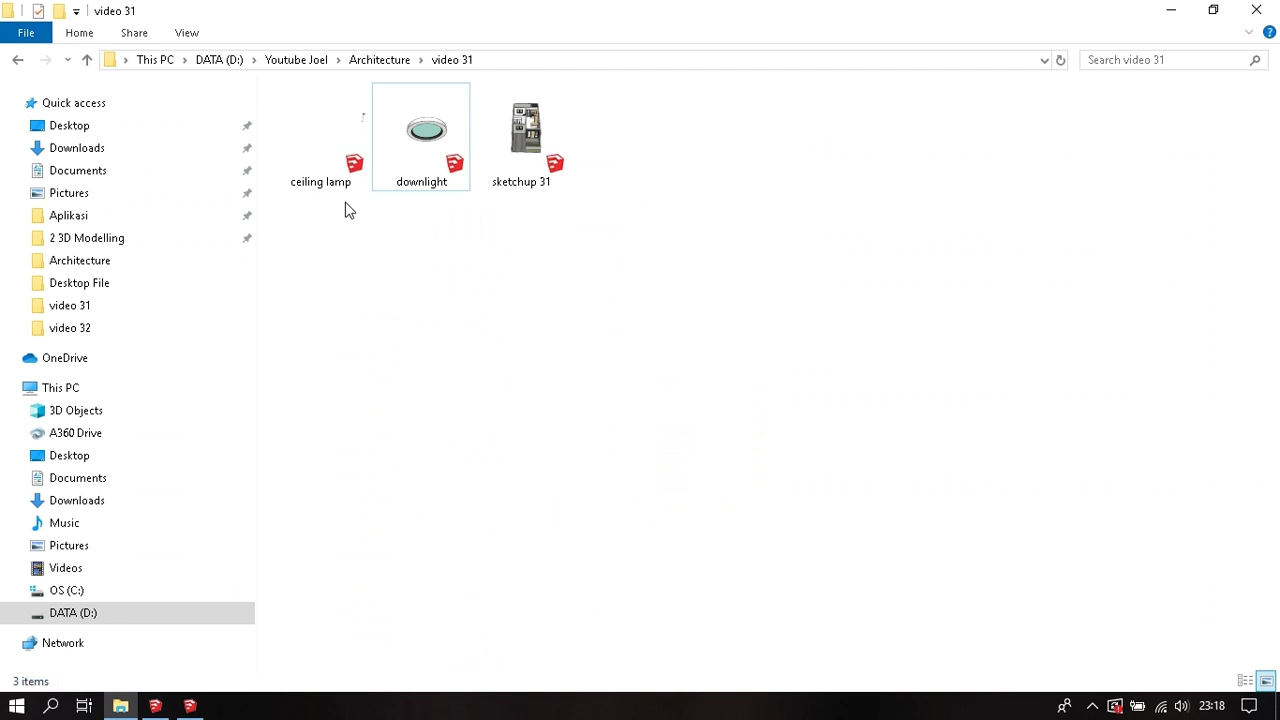 video 31
File
Home
Share
View
This PC
DATA (D:)
Youtube Joel
Architecture
video 31
Search video 31
Quick access
Desktop
Downloads
Documents
Pictures
Aplikasi
2 3D Modelling
Architecture
Desktop File
video 31
video 32
OneDrive
This PC
3D Objects
A360 Drive
Desktop
Documents
Downloads
Music
Pictures
Videos
OS (C:)
DATA (D:)
Network
ceiling lamp
downlight
sketchup 31
3 items
23:18